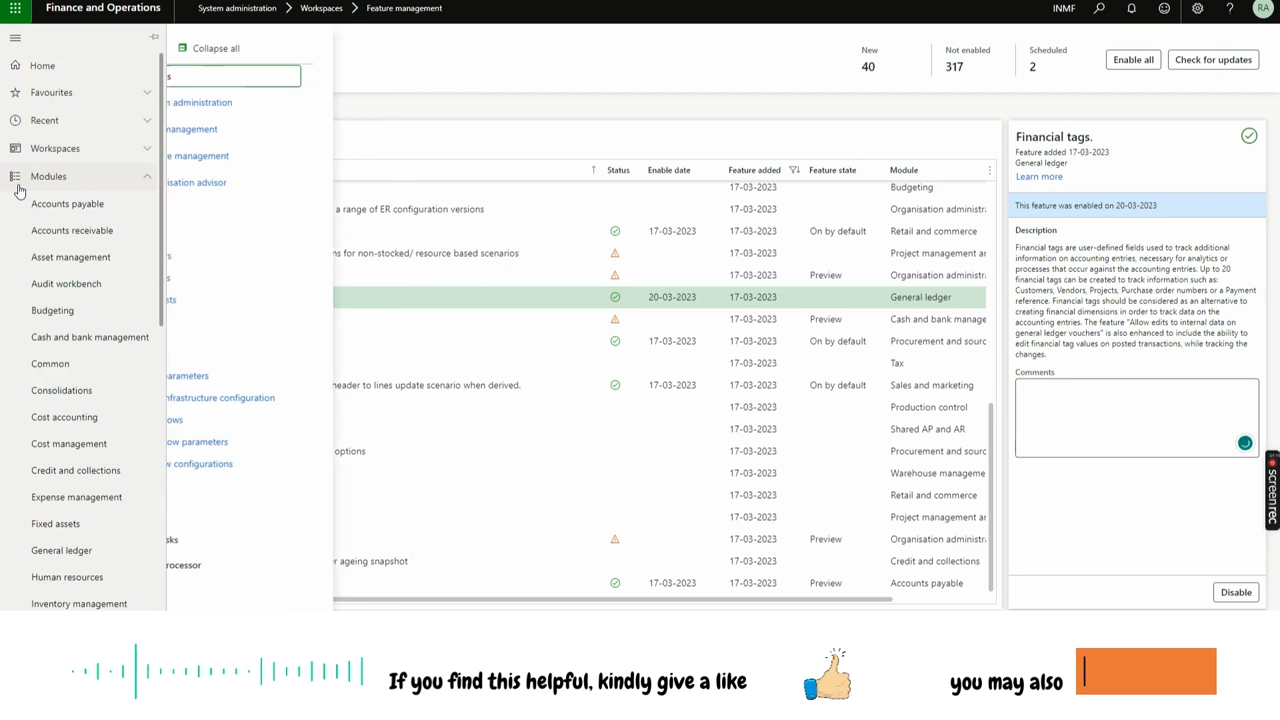 Finance and Operations
System administration
Workspaces
Feature management
INMF
RA
Home
Favourites
Recent
Workspaces
Modules
Accounts payable
Accounts receivable
Asset management
Audit workbench
Budgeting
Cash and bank management
Common
Consolidations
Cost accounting
Cost management
Credit and collections
Expense management
Fixed assets
General ledger
Human resources
Inventory management
Collapse all
s
n administration
management
e management
isation advisor
rs
s
sts
parameters
nfrastructure configuration
ows
ow parameters
w configurations
sks
rocessor
New
40
Not enabled
317
Scheduled
2
Enable all
Check for updates
Status Enable date Feature added Feature state Module
17-03-2023 Budgeting
a range of ER configuration versions 17-03-2023 Organisation administr
17-03-2023 17-03-2023 On by default Retail and commerce
ns for non-stocked/ resource based scenarios 17-03-2023 Project management ar
17-03-2023 Preview Organisation administr
20-03-2023 17-03-2023 General ledger
17-03-2023 Preview Cash and bank manage
17-03-2023 17-03-2023 On by default Procurement and sourc
17-03-2023 Tax
header to lines update scenario when derived. 17-03-2023 17-03-2023 On by default Sales and marketing
17-03-2023 Production control
17-03-2023 Shared AP and AR
options 17-03-2023 Procurement and sourc
17-03-2023 Warehouse manageme
17-03-2023 Retail and commerce
17-03-2023 Project management ar
17-03-2023 Preview Organisation administr
r ageing snapshot 17-03-2023 Credit and collections
17-03-2023 17-03-2023 Preview Accounts payable
Financial tags.
Feature added 17-03-2023
General ledger
Learn more
This feature was enabled on 20-03-2023
Description
Financial tags are user-defined fields used to track additional
information on accounting entries, necessary for analytics or
processes that occur against the accounting entries. Up to 20
financial tags can be created to track information such as:
Customers, Vendors, Projects, Purchase order numbers or a Payment
reference. Financial tags should be considered as an alternative to
creating financial dimensions in order to track data on the
accounting entries. The feature "Allow edits to internal data on
general ledger vouchers" is also enhanced to include the ability to
edit financial tag values on posted transactions, while tracking the
changes.
Comments
Disable
screenrec
If you find this helpful, kindly give a like
you may also